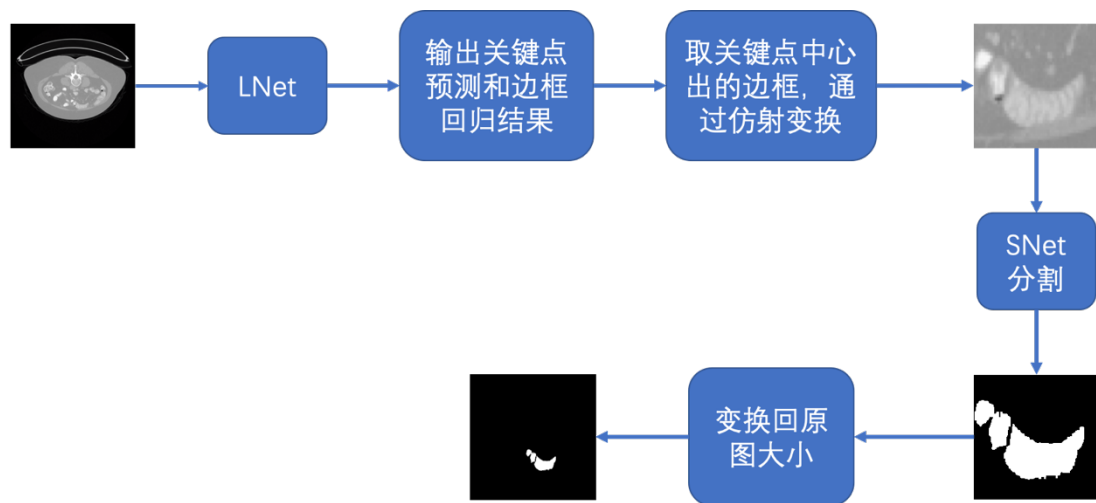 LNet
输出关键点
预测和边框
回归结果
取关键点中心
出的边框，通
过仿射变换
SNet
分割
变换回原
图大小